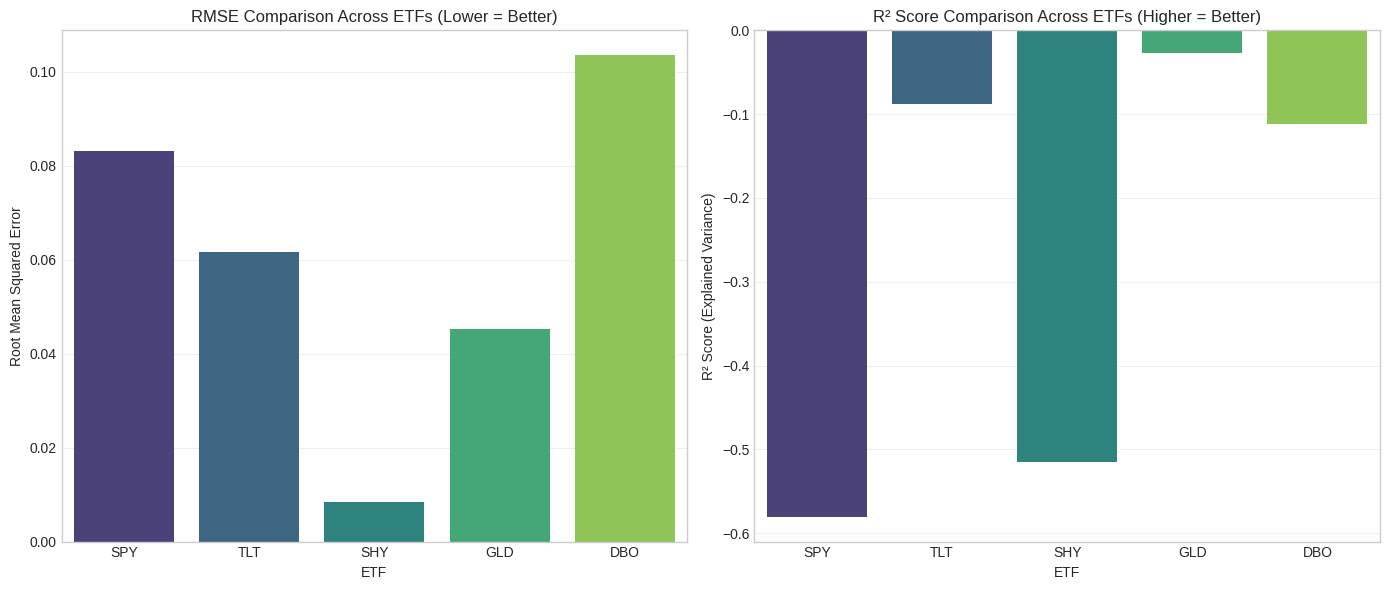 RMSE Comparison Across ETFs (Lower = Better)
Root Mean Squared Error
0.10
0.08
0.06
0.04
0.02
0.00
SPY TLT SHY GLD DBO
ETF
R² Score Comparison Across ETFs (Higher = Better)
R² Score (Explained Variance)
0.0
−0.1
−0.2
−0.3
−0.4
−0.5
−0.6
SPY TLT SHY GLD DBO
ETF